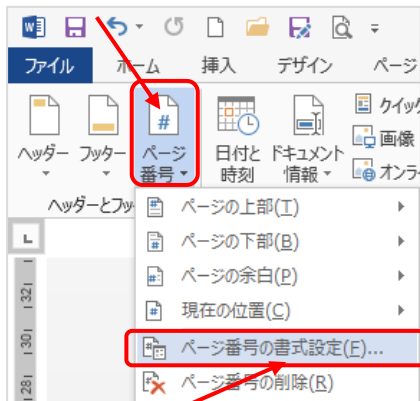 ファイル ホーム 挿入 デザイン ページ
ヘッダー フッター ページ 日付と ドキュメント クイック
番号 時刻 情報 画像
オンラ
ヘッダーとフッ
ページの上部(T)
ページの下部(B)
ページの余白(P)
現在の位置(C)
ページ番号の書式設定(F)...
ページ番号の削除(R)
L
32
30
28